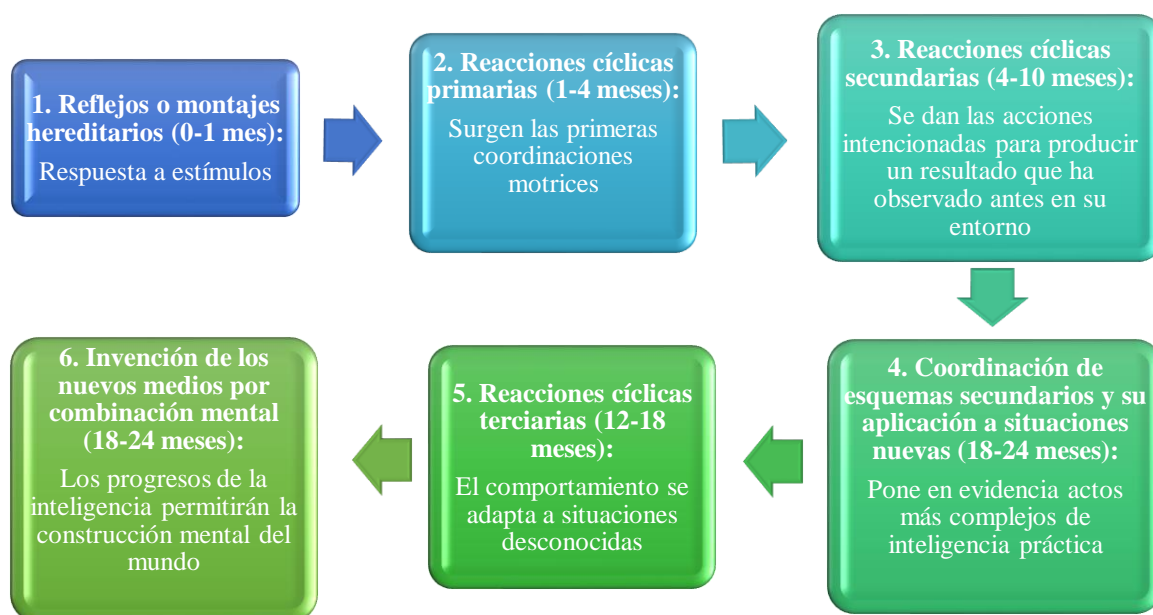 1. Reflejos o montajes
hereditarios (0-1 mes):
Respuesta a estímulos
2. Reacciones cíclicas
primarias (1-4 meses):
Surgen las primeras
coordinaciones
motrices
3. Reacciones cíclicas
secundarias (4-10 meses):
Se dan las acciones
intencionadas para producir
un resultado que ha
observado antes en su
entorno
4. Coordinación de
esquemas secundarios y su
aplicación a situaciones
nuevas (18-24 meses):
Pone en evidencia actos
más complejos de
inteligencia práctica
5. Reacciones cíclicas
terciarias (12-18
meses):
El comportamiento se
adapta a situaciones
desconocidas
6. Invención de los
nuevos medios por
combinación mental
(18-24 meses):
Los progresos de la
inteligencia permitirán la
construcción mental del
mundo